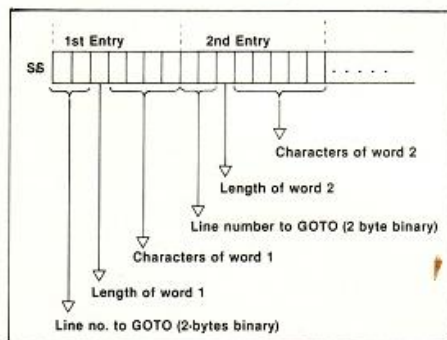 1st Entry 2nd Entry
S$ . . . . .
Characters of word 2
Length of word 2
Line number to GOTO (2 byte binary)
Characters of word 1
Length of word 1
Line no. to GOTO (2-bytes binary)